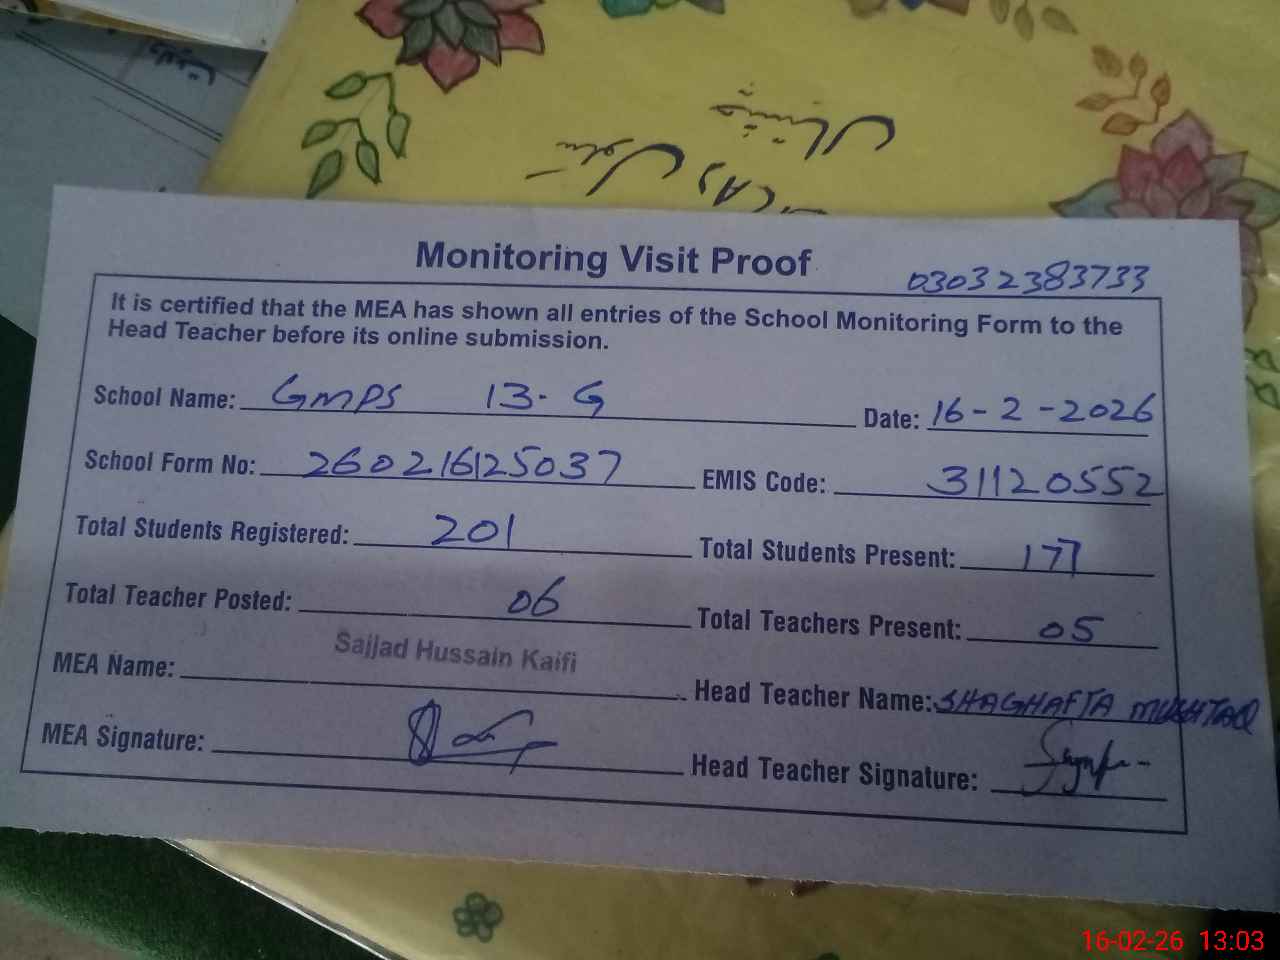 Monitoring Visit Proof
03032383733
It is certified that the MEA has shown all entries of the School Monitoring Form to the
Head Teacher before its online submission.
School Name: GMPS 13-G Date: 16-2-2026
School Form No: 260216125037 EMIS Code: 31120552
Total Students Registered: 201 Total Students Present: 177
Total Teacher Posted: 06 Total Teachers Present: 05
MEA Name: Sajjad Hussain Kaifi Head Teacher Name: SHAGHAFTA MUKHTAQ
MEA Signature: Head Teacher Signature:
16-02-26 13:03